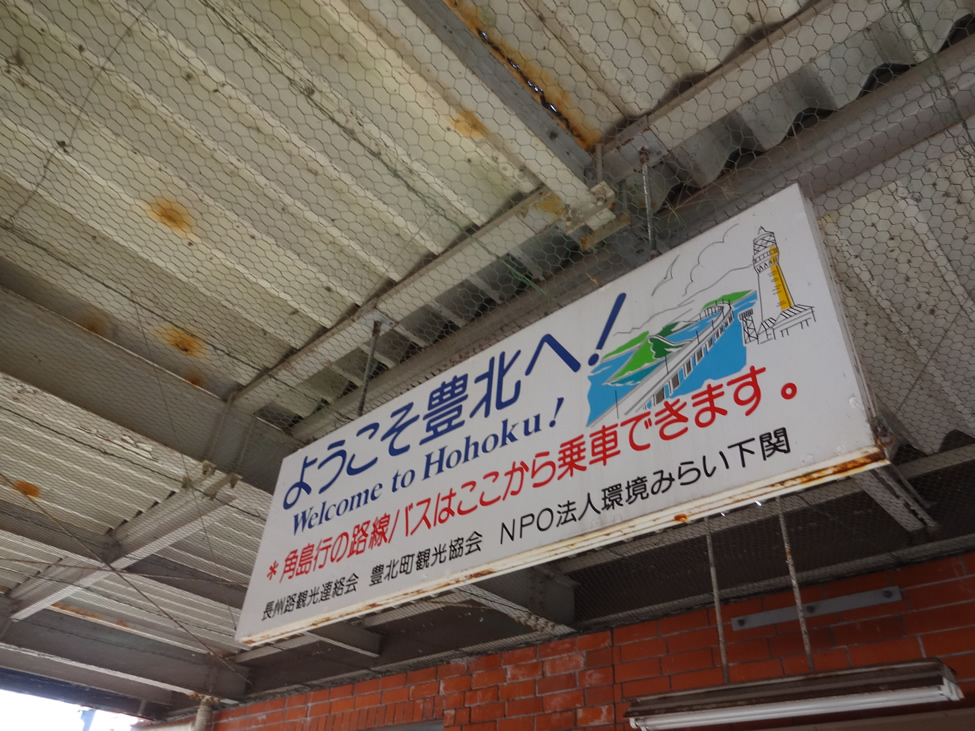 ようこそ豊北へ!
Welcome to Hohoku!
*角島行の路線バスはここから乗車できます。
長州路観光連絡会 豊北町観光協会 NPO法人環境みらい下関